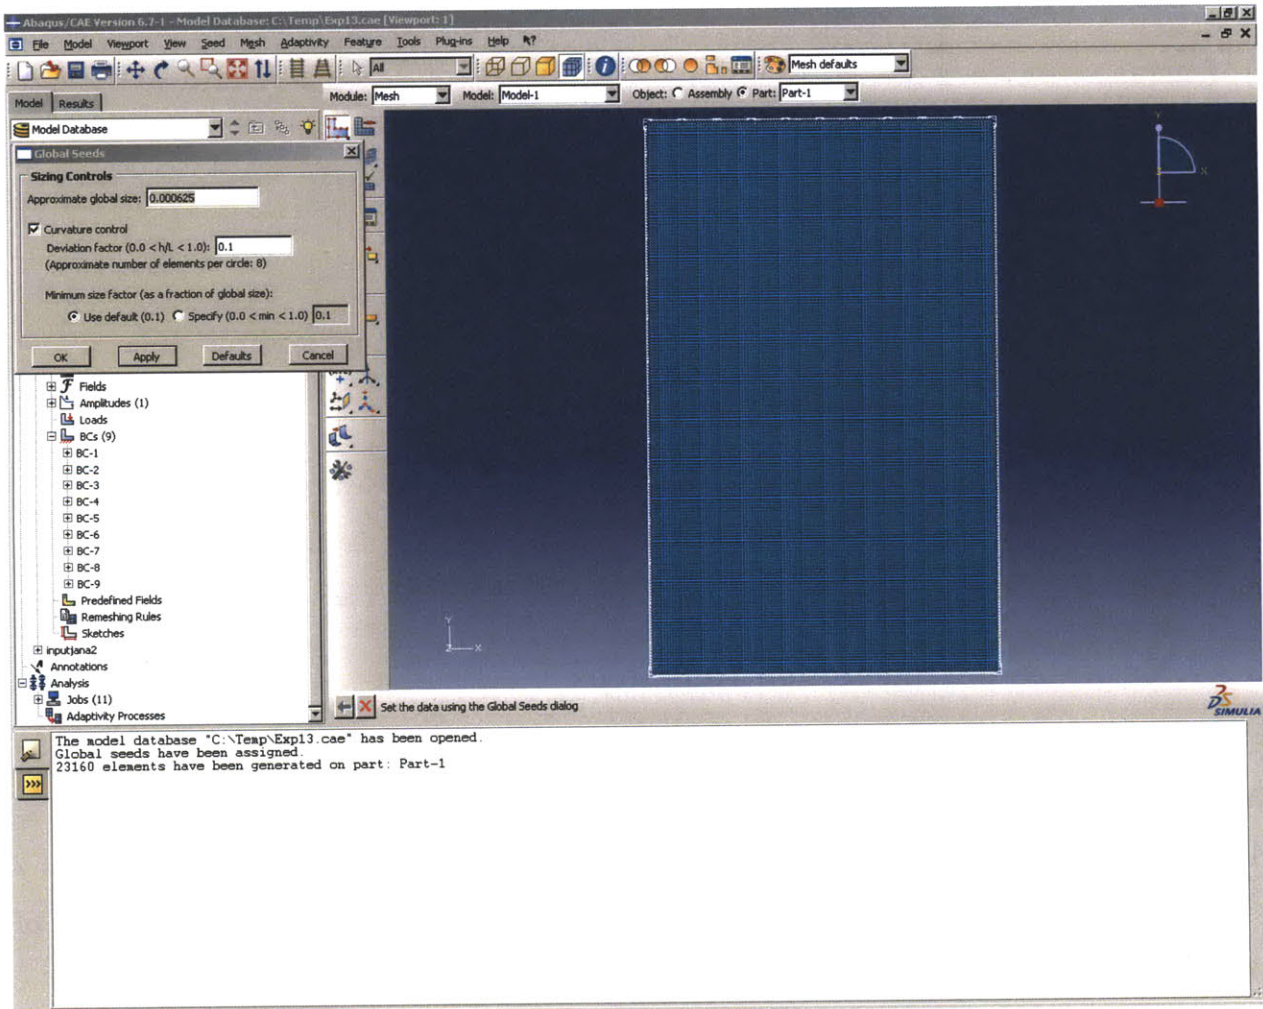 Abaqus/CAE Version 6.7-1 - Model Database: C:\Temp\Exp13.cae [Viewport: 1]
File Model Viewport View Seed Mesh Adaptivity Feature Tools Plug-ins Help
All
Mesh defaults
Model Results
Module: Mesh Model: Model-1 Object: Assembly Part: Part-1
Model Database
Global Seeds
Sizing Controls
Approximate global size: 0.000625
Curvature control
Deviation factor (0.0 < h/L < 1.0): 0.1
(Approximate number of elements per circle: 8)
Minimum size factor (as a fraction of global size):
Use default (0.1) Specify (0.0 < min < 1.0) 0.1
OK Apply Defaults Cancel
Fields
Amplitudes (1)
Loads
BCs (9)
BC-1
BC-2
BC-3
BC-4
BC-5
BC-6
BC-7
BC-8
BC-9
Predefined Fields
Remeshing Rules
Sketches
inputjana2
Annotations
Analysis
Jobs (11)
Adaptivity Processes
Y
X
Z
Y
Z X
Set the data using the Global Seeds dialog
SIMULIA
The model database "C:\Temp\Exp13.cae" has been opened.
Global seeds have been assigned.
23160 elements have been generated on part: Part-1